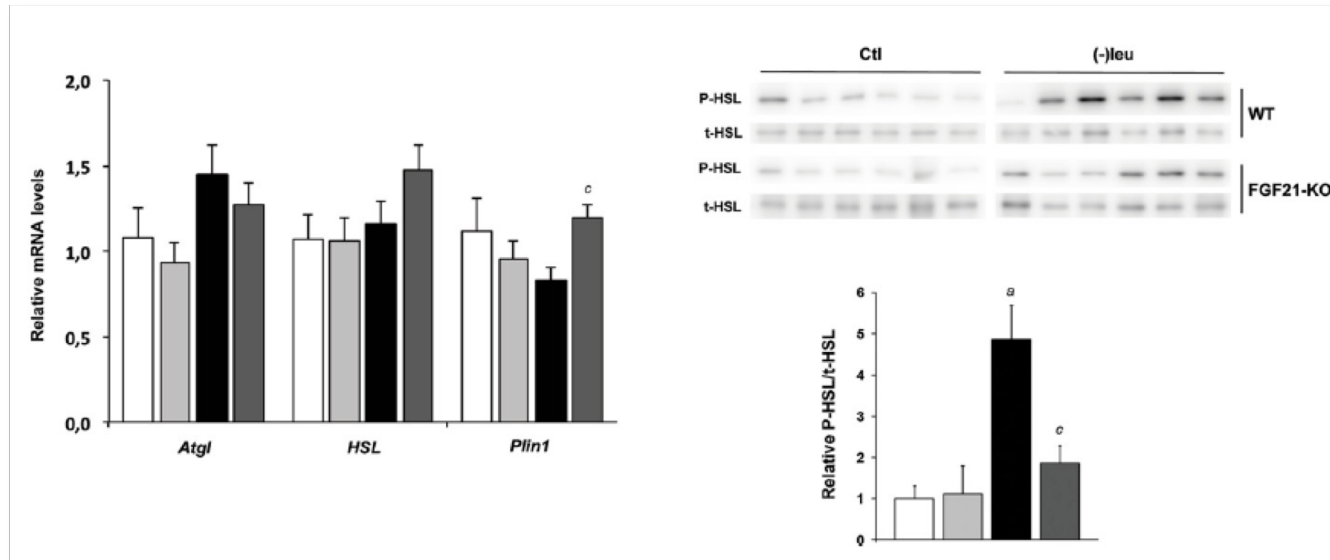 2,0
1,5
1,0
0,5
0,0
Relative mRNA levels
c
Atgl HSL Plin1
Ctl (-)leu
P-HSL
t-HSL
WT
P-HSL
t-HSL
FGF21-KO
6
5
4
3
2
1
0
Relative P-HSL/t-HSL
a
c